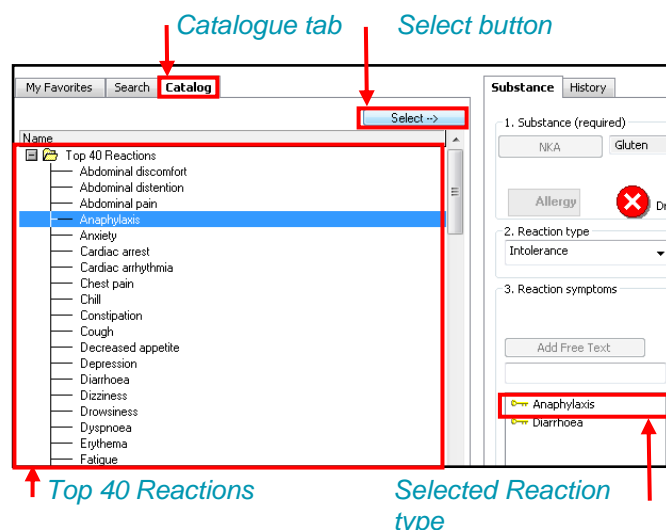 Catalogue tab
Select button
My Favorites
Search
Catalog
Substance
History
Select -->
Name
Top 40 Reactions
Abdominal discomfort
Abdominal distention
Abdominal pain
Anaphylaxis
Anxiety
Cardiac arrest
Cardiac arrhythmia
Chest pain
Chill
Constipation
Cough
Decreased appetite
Depression
Diarrhoea
Dizziness
Drowsiness
Dyspnoea
Erythema
Fatigue
1. Substance (required)
NKA
Gluten
Allergy
Dr
2. Reaction type
Intolerance
3. Reaction symptoms
Add Free Text
Anaphylaxis
Diarrhoea
Top 40 Reactions
Selected Reaction
type